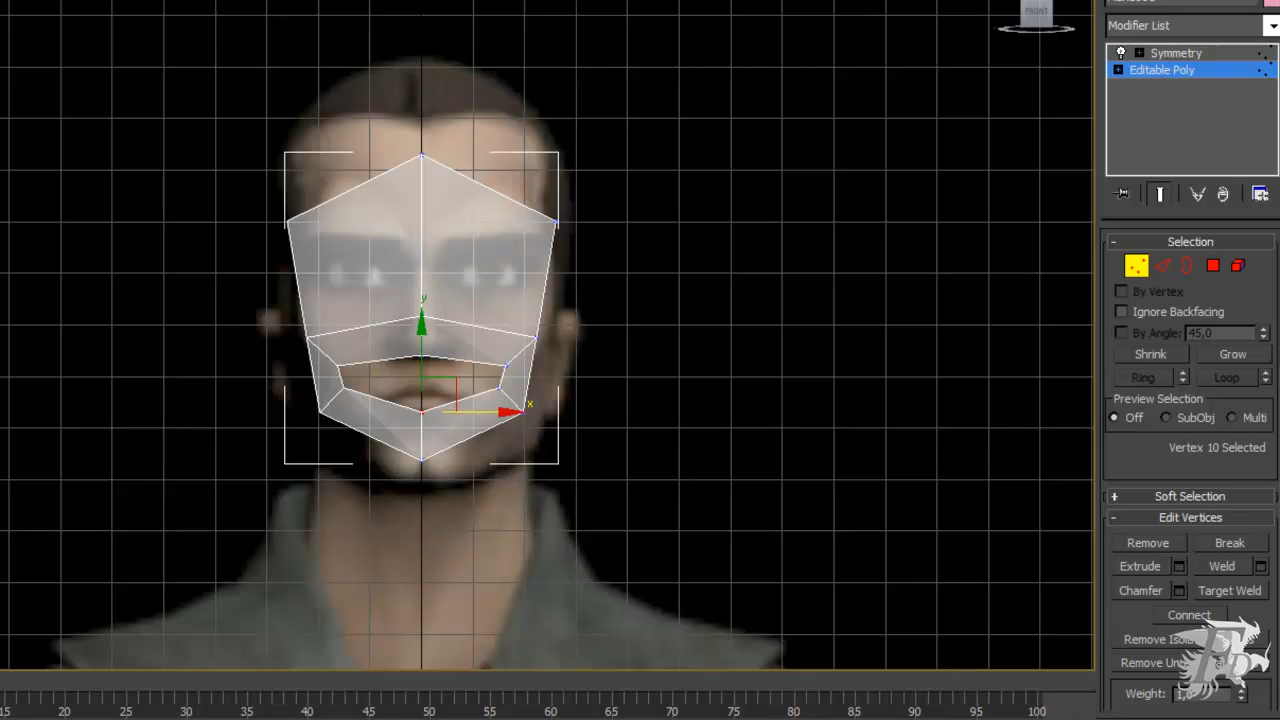 FRONT
Modifier List
Symmetry
Editable Poly
- Selection
By Vertex
Ignore Backfacing
By Angle: 45,0
Shrink Grow
Ring Loop
Preview Selection
Off SubObj Multi
Vertex 10 Selected
+ Soft Selection
- Edit Vertices
Remove Break
Extrude Weld
Chamfer Target Weld
Connect
Remove
Remove
Weight:
y
x
20 25 30 35 40 45 50 55 60 65 70 75 80 85 90 95 100